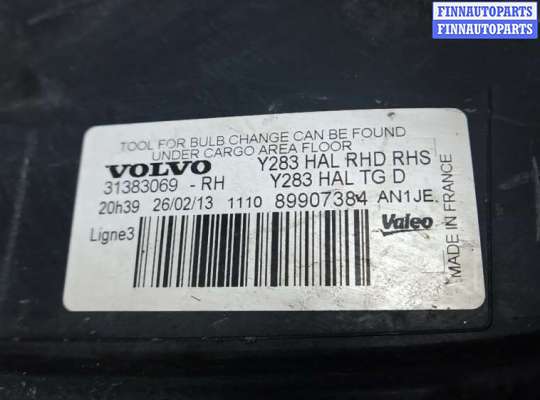 FINNAUTOPARTS
FINNAUTOPARTS
TOOL FOR BULB CHANGE CAN BE FOUND
UNDER CARGO AREA FLOOR
VOLVO Y283 HAL RHD RHS
31383069 - RH Y283 HAL TG D
20h39 26/02/13 1110 89907384 AN1JE.
Ligne3
Valeo
MADE IN FRANCE